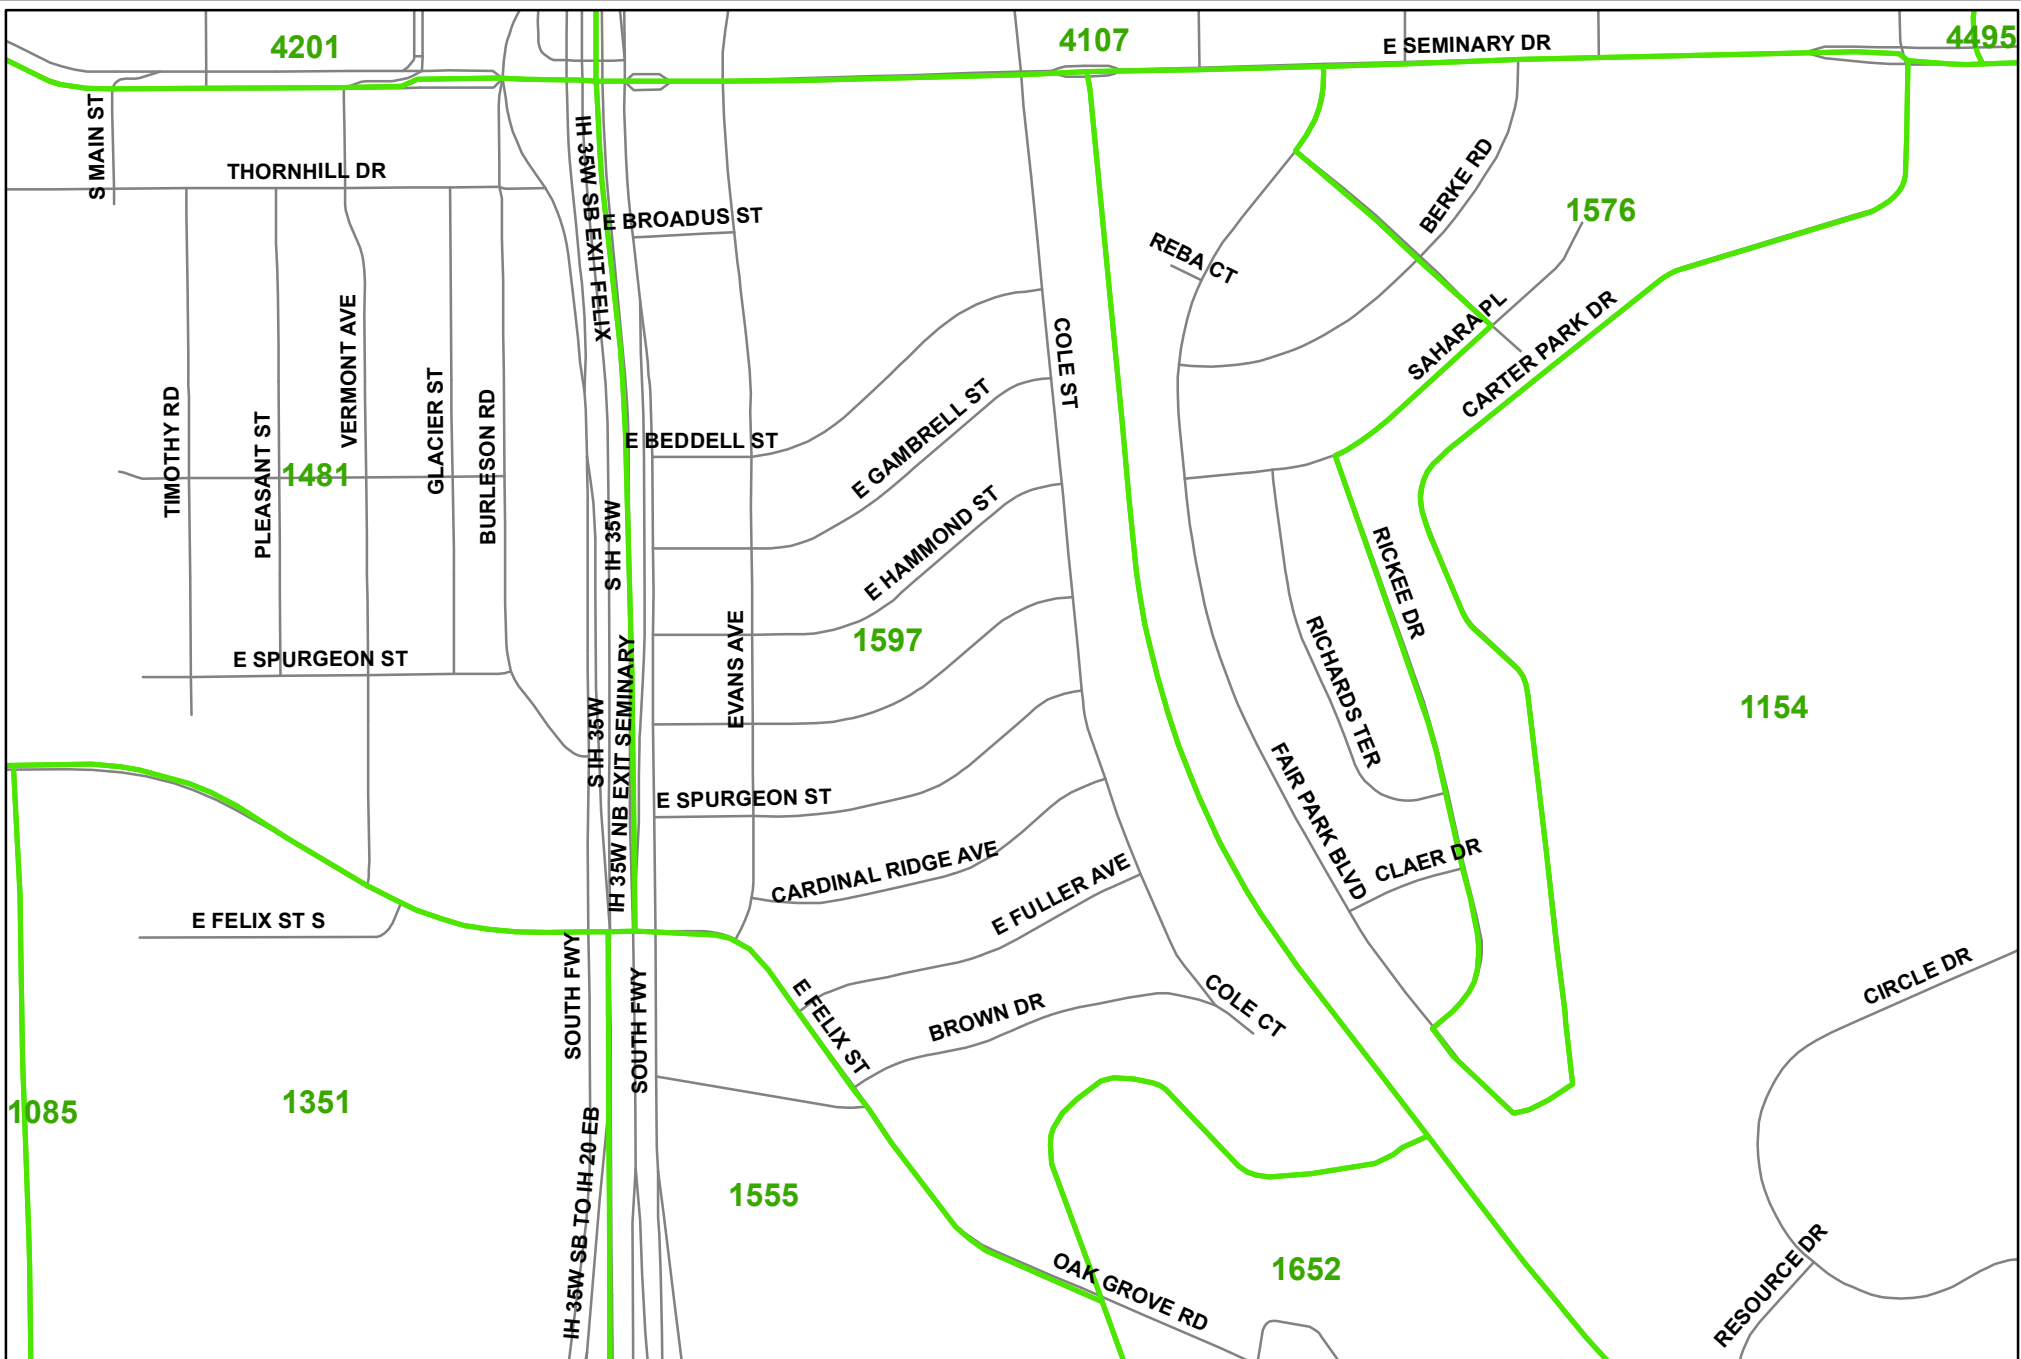 4201
4107
E SEMINARY DR
4495
S MAIN ST
THORNHILL DR
IH 35W SB EXIT FELIX
E BROADUS ST
BERKE RD
1576
REBA CT
SAHARA PL
CARTER PARK DR
COLE ST
VERMONT AVE
TIMOTHY RD
PLEASANT ST
GLACIER ST
BURLESON RD
1481
E BEDDELL ST
E GAMBRELL ST
E HAMMOND ST
S IH 35W
RICKEE DR
E SPURGEON ST
EVANS AVE
1597
RICHARDS TER
1154
S IH 35W
IH 35W NB EXIT SEMINARY
E SPURGEON ST
FAIR PARK BLVD
CARDINAL RIDGE AVE
CLAER DR
E FULLER AVE
E FELIX ST S
SOUTH FWY
SOUTH FWY
E FELIX ST
BROWN DR
COLE CT
CIRCLE DR
1085
1351
IH 35W SB TO IH 20 EB
1555
OAK GROVE RD
1652
RESOURCE DR